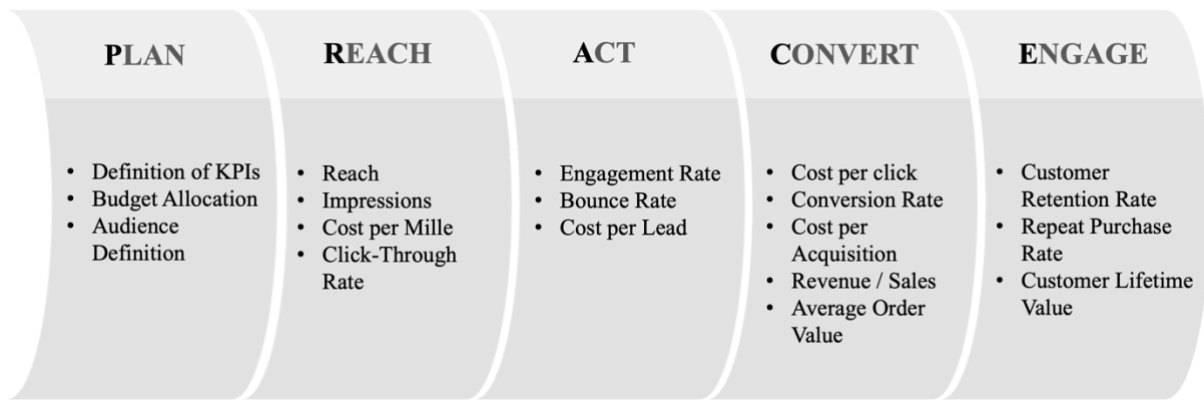 PLAN
• Definition of KPIs
• Budget Allocation
• Audience
Definition
REACH
• Reach
• Impressions
• Cost per Mille
• Click-Through
Rate
ACT
• Engagement Rate
• Bounce Rate
• Cost per Lead
CONVERT
• Cost per click
• Conversion Rate
• Cost per
Acquisition
• Revenue / Sales
• Average Order
Value
ENGAGE
• Customer
Retention Rate
• Repeat Purchase
Rate
• Customer Lifetime
Value